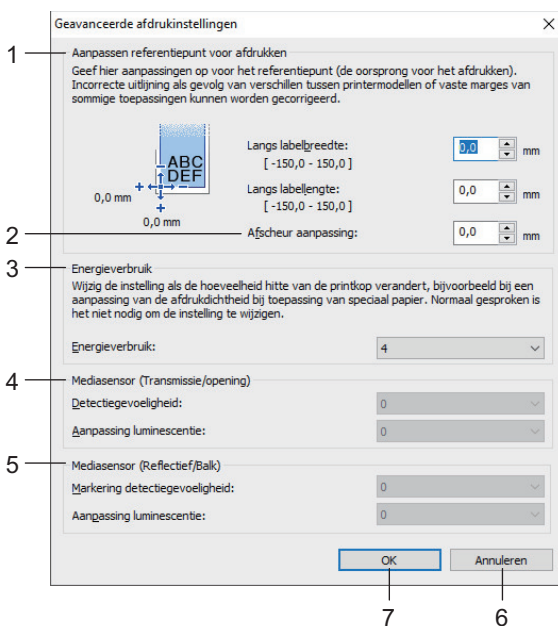 Geavanceerde afdrukinstellingen
1
Aanpassen referentiepunt voor afdrukken
Geef hier aanpassingen op voor het referentiepunt (de oorsprong voor het afdrukken).
Incorrecte uitlijning als gevolg van verschillen tussen printermodellen of vaste marges van
sommige toepassingen kunnen worden gecorrigeerd.
ABC
DEF
0,0 mm
0,0 mm
Langs labelbreedte:
0,0 mm
[ -150,0 - 150,0 ]
Langs labellengte:
0,0 mm
[ -150,0 - 150,0 ]
2
Afscheur aanpassing:
0,0 mm
3
Energieverbruik
Wijzig de instelling als de hoeveelheid hitte van de printkop verandert, bijvoorbeeld bij een
aanpassing van de afdrukdichtheid bij toepassing van speciaal papier. Normaal gesproken is
het niet nodig om de instelling te wijzigen.
Energieverbruik:
4
4
Mediasensor (Transmissie/opening)
Detectiegevoeligheid:
0
Aanpassing luminescentie:
0
5
Mediasensor (Reflectief/Balk)
Markering detectiegevoeligheid:
0
Aanpassing luminescentie:
0
OK
Annuleren
7
6